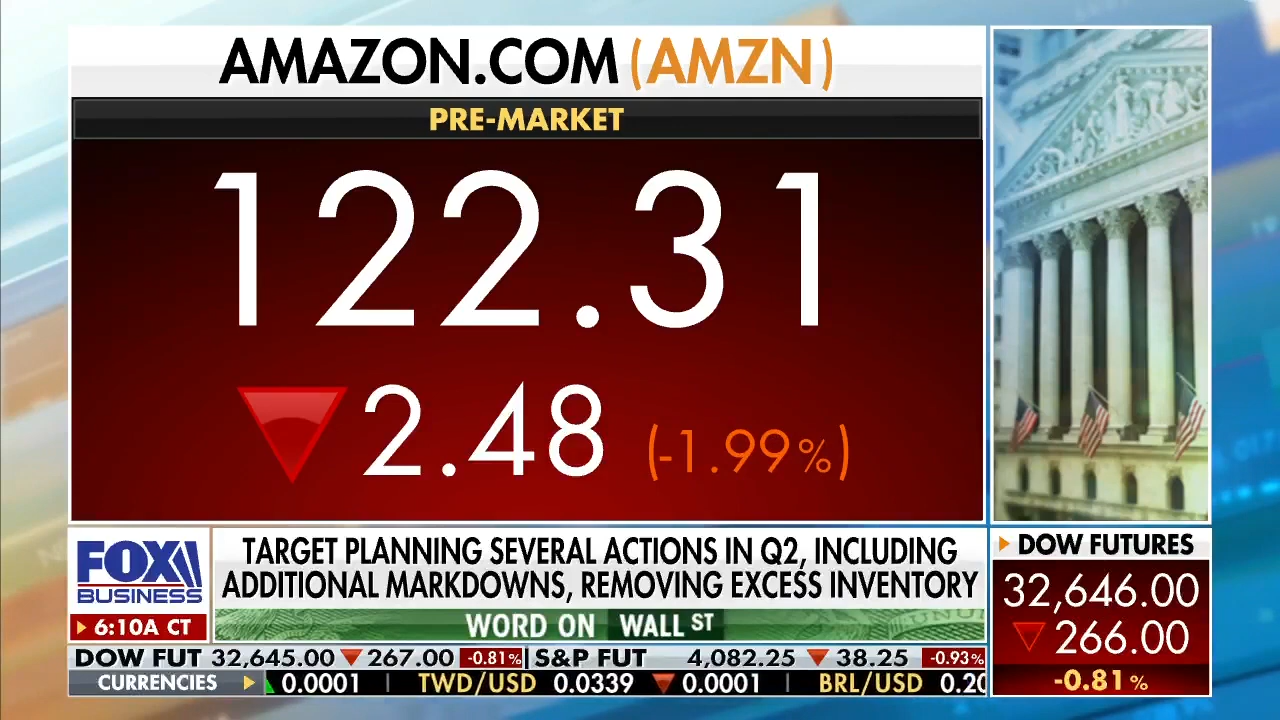 AMAZON.COM (AMZN)
PRE-MARKET
122.31
2.48 (-1.99%)
FOX
BUSINESS
6:10A CT
TARGET PLANNING SEVERAL ACTIONS IN Q2, INCLUDING
ADDITIONAL MARKDOWNS, REMOVING EXCESS INVENTORY
WORD ON WALL ST
DOW FUTURES
32,646.00
266.00
-0.81%
DOW FUT 32,645.00 267.00 -0.81% S&P FUT 4,082.25 38.25 -0.93%
CURRENCIES 0.0001 | TWD/USD 0.0339 0.0001 | BRL/USD 0.20